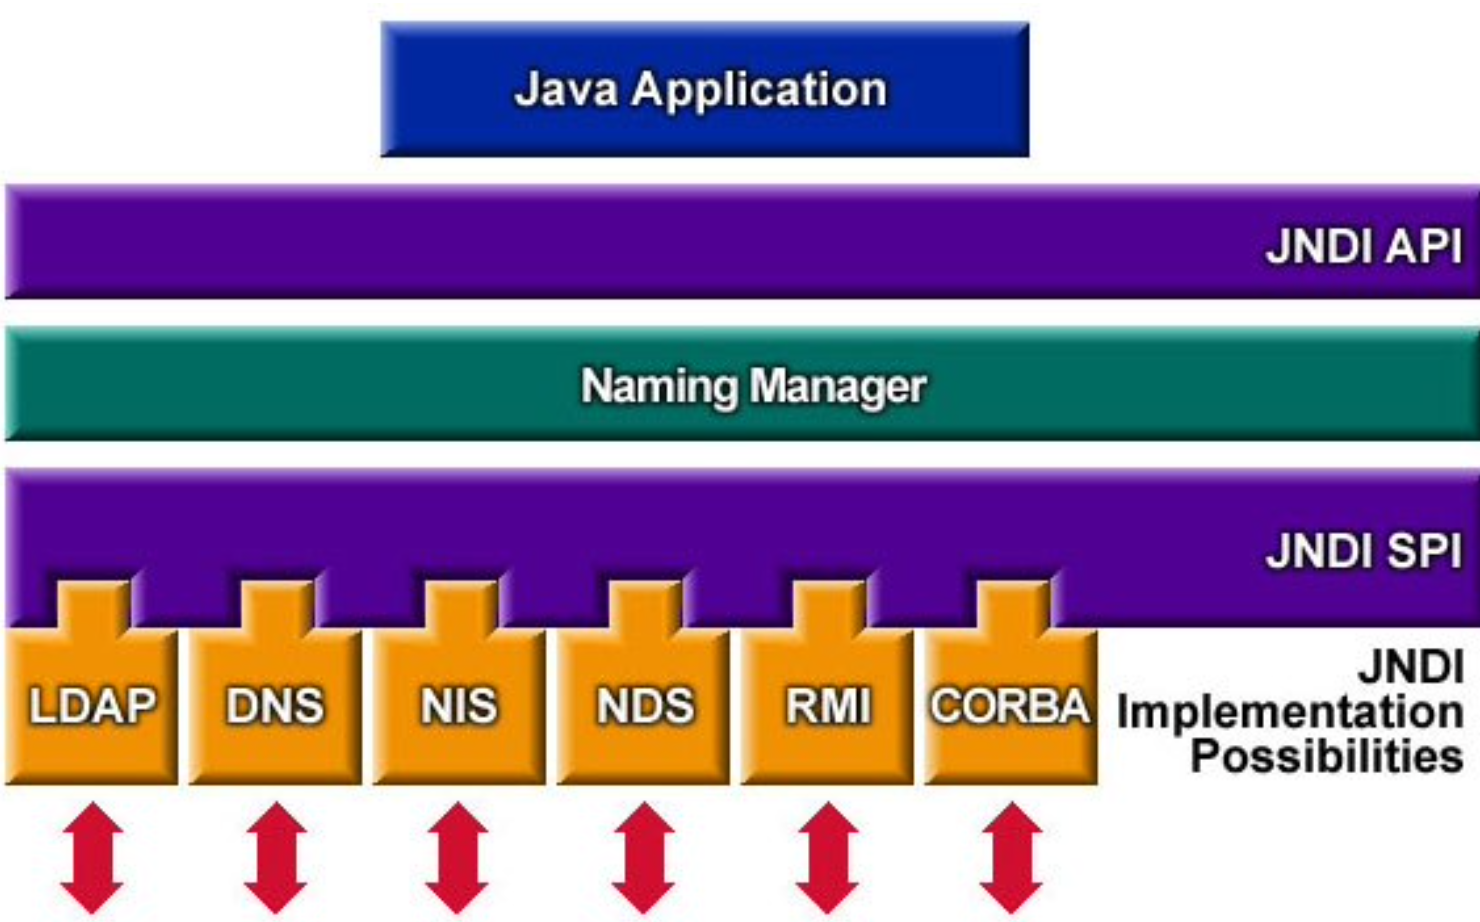 Java Application
JNDI API
Naming Manager
JNDI SPI
LDAP
DNS
NIS
NDS
RMI
CORBA
JNDI
Implementation
Possibilities